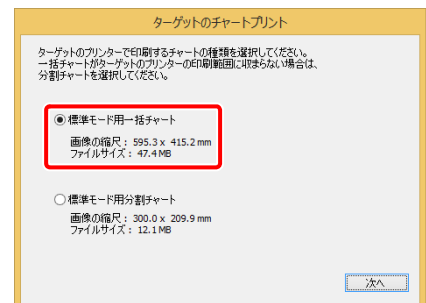 ターゲットのチャートプリント
ターゲットのプリンターで印刷するチャートの種類を選択してください。
一括チャートがターゲットのプリンターの印刷範囲に収まらない場合は、
分割チャートを選択してください。
標準モード用一括チャート
画像の縮尺： 595.3 x 415.2 mm
ファイルサイズ： 47.4 MB
標準モード用分割チャート
画像の縮尺： 300.0 x 209.9 mm
ファイルサイズ： 12.1 MB
次へ